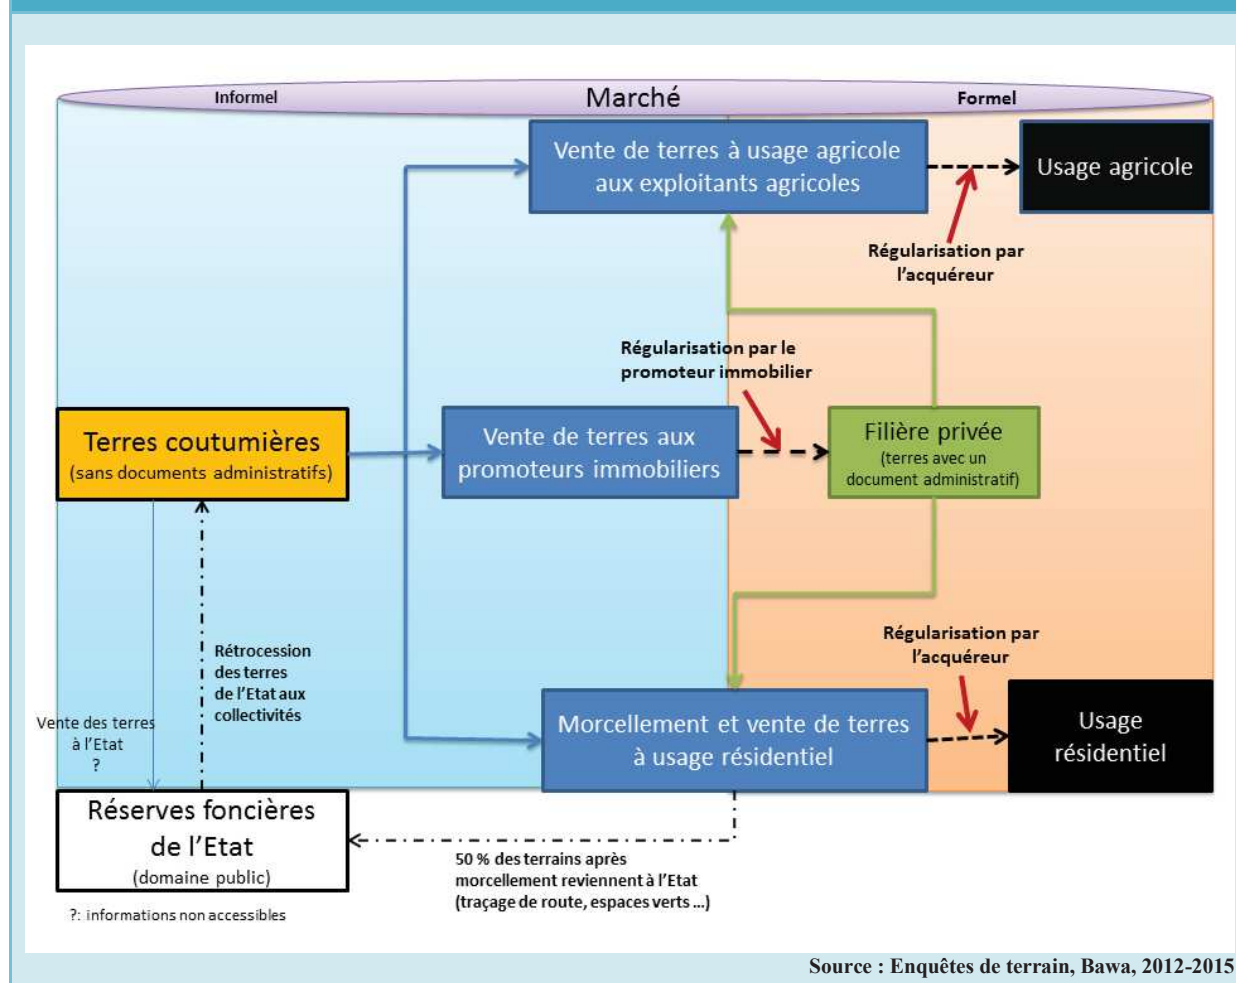 Informel
Marché
Formel
Vente de terres à usage agricole
aux exploitants agricoles
Usage agricole
Régularisation par
l'acquéreur
Régularisation par le
promoteur immobilier
Terres coutumières
(sans documents administratifs)
Vente de terres aux
promoteurs immobiliers
Filière privée
(terres avec un
document administratif)
Rétrocession
des terres
de l'Etat aux
collectivités
Régularisation par
l'acquéreur
Vente des terres
à l'Etat
?
Morcellement et vente de terres
à usage résidentiel
Usage
résidentiel
Réserves foncières
de l'Etat
(domaine public)
50 % des terrains après
morcellement reviennent à l'Etat
(traçage de route, espaces verts ...)
?: informations non accessibles
Source : Enquêtes de terrain, Bawa, 2012-2015